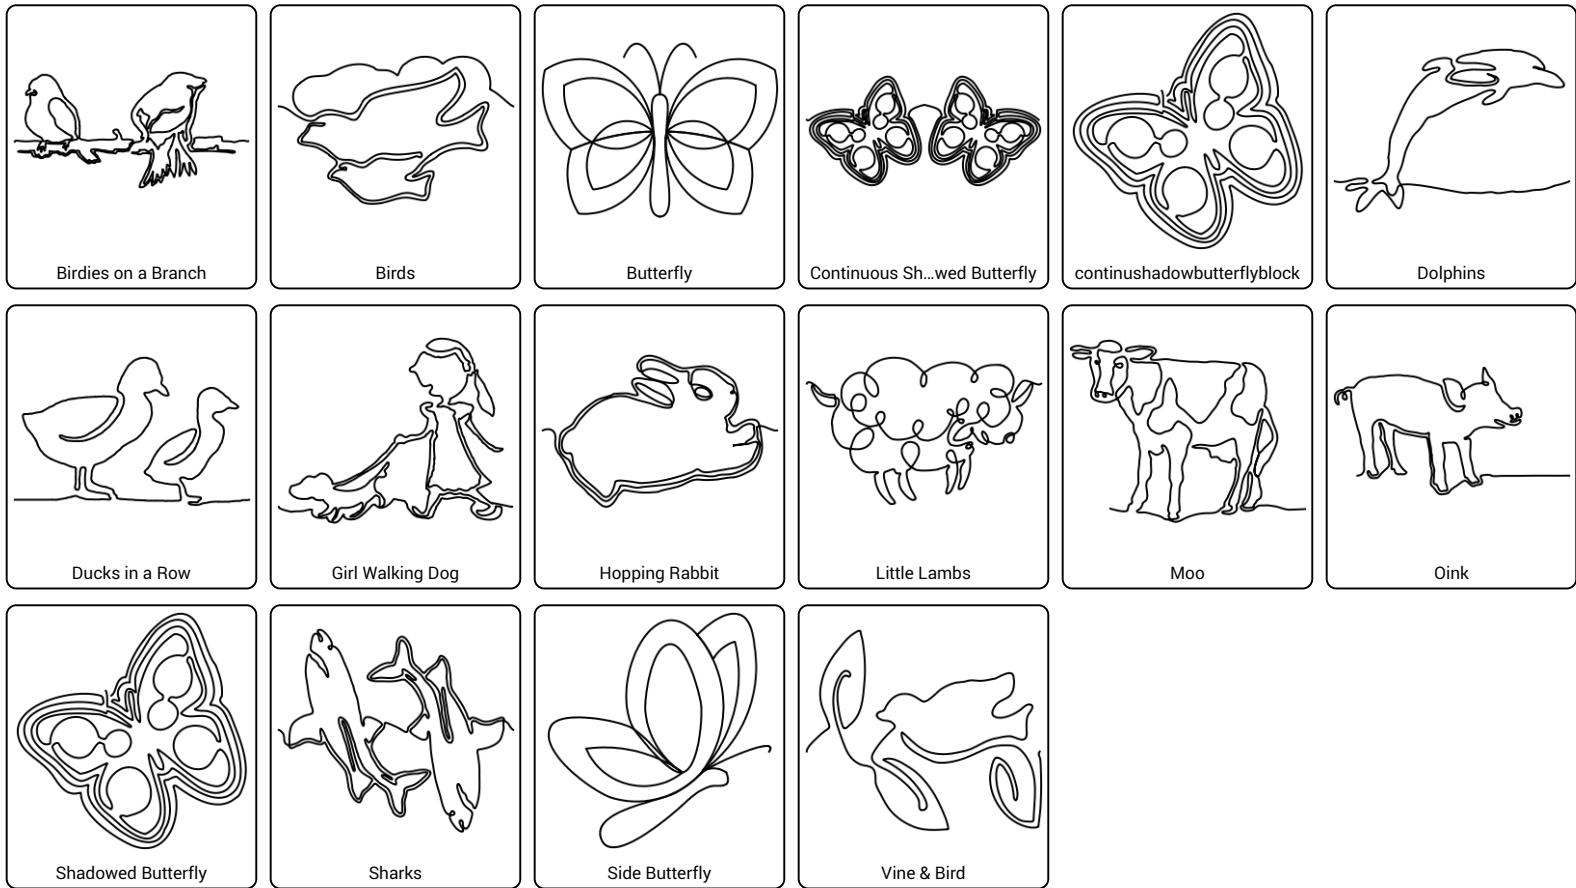 Birdies on a Branch
Birds
Butterfly
Continuous Sh...wed Butterfly
continushadowbutterflyblock
Dolphins
Ducks in a Row
Girl Walking Dog
Hopping Rabbit
Little Lambs
Moo
Oink
Shadowed Butterfly
Sharks
Side Butterfly
Vine & Bird